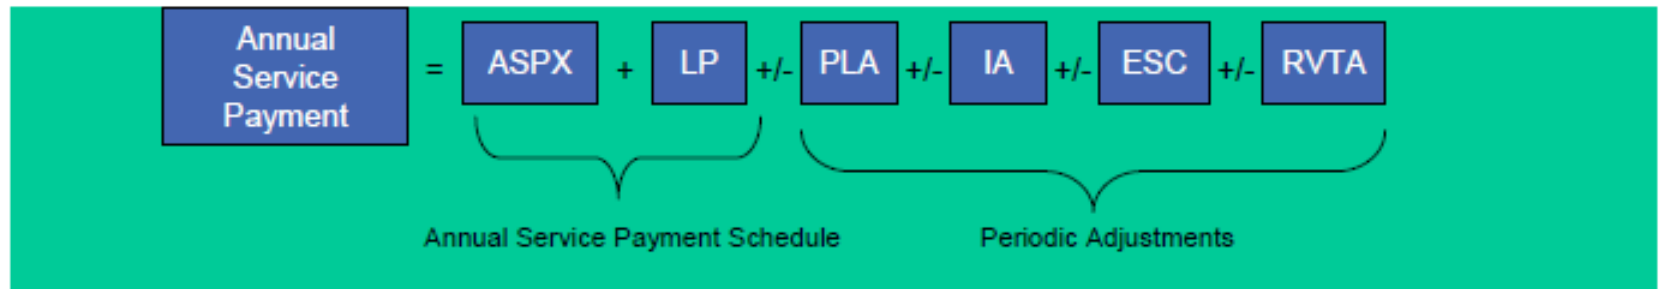 Annual
Service
Payment
= ASPX + LP +/- PLA +/- IA +/- ESC +/- RVTA
Annual Service Payment Schedule
Periodic Adjustments